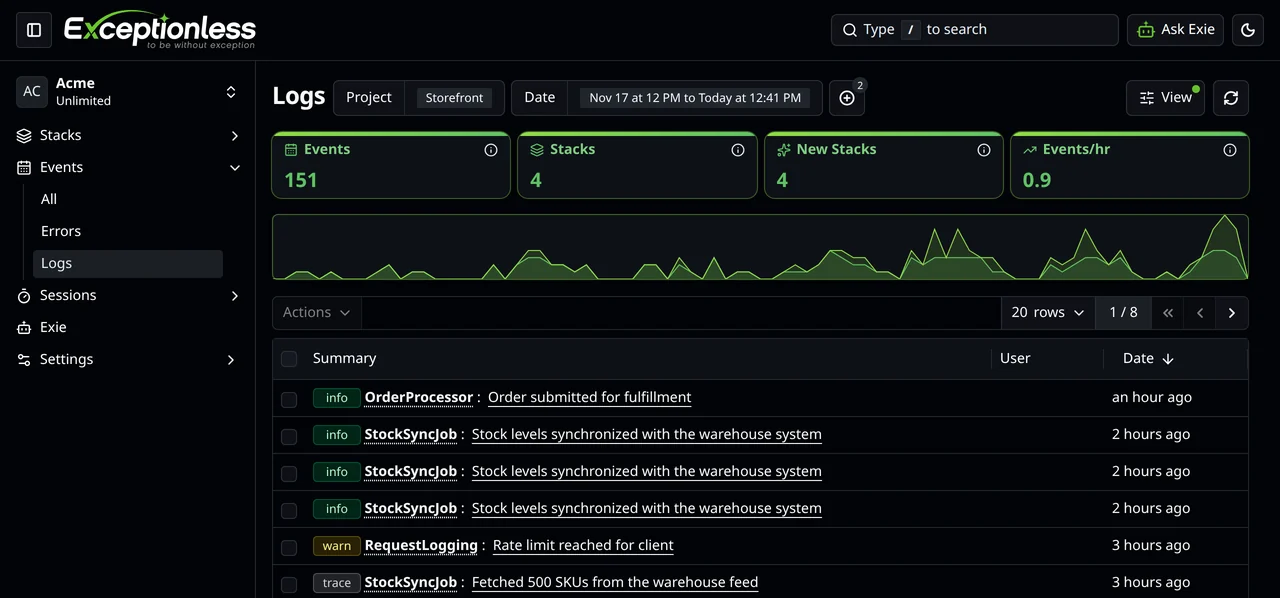 Exceptionless
to be without exception
Type / to search
Ask Exie
AC
Acme
Unlimited
Stacks
Events
All
Errors
Logs
Sessions
Exie
Settings
Logs
Project Storefront
Date Nov 17 at 12 PM to Today at 12:41 PM
2
View
Events
151
Stacks
4
New Stacks
4
Events/hr
0.9
Actions
20 rows
1 / 8
Summary User Date
info OrderProcessor : Order submitted for fulfillment an hour ago
info StockSyncJob : Stock levels synchronized with the warehouse system 2 hours ago
info StockSyncJob : Stock levels synchronized with the warehouse system 2 hours ago
info StockSyncJob : Stock levels synchronized with the warehouse system 2 hours ago
warn RequestLogging : Rate limit reached for client 3 hours ago
trace StockSyncJob : Fetched 500 SKUs from the warehouse feed 3 hours ago